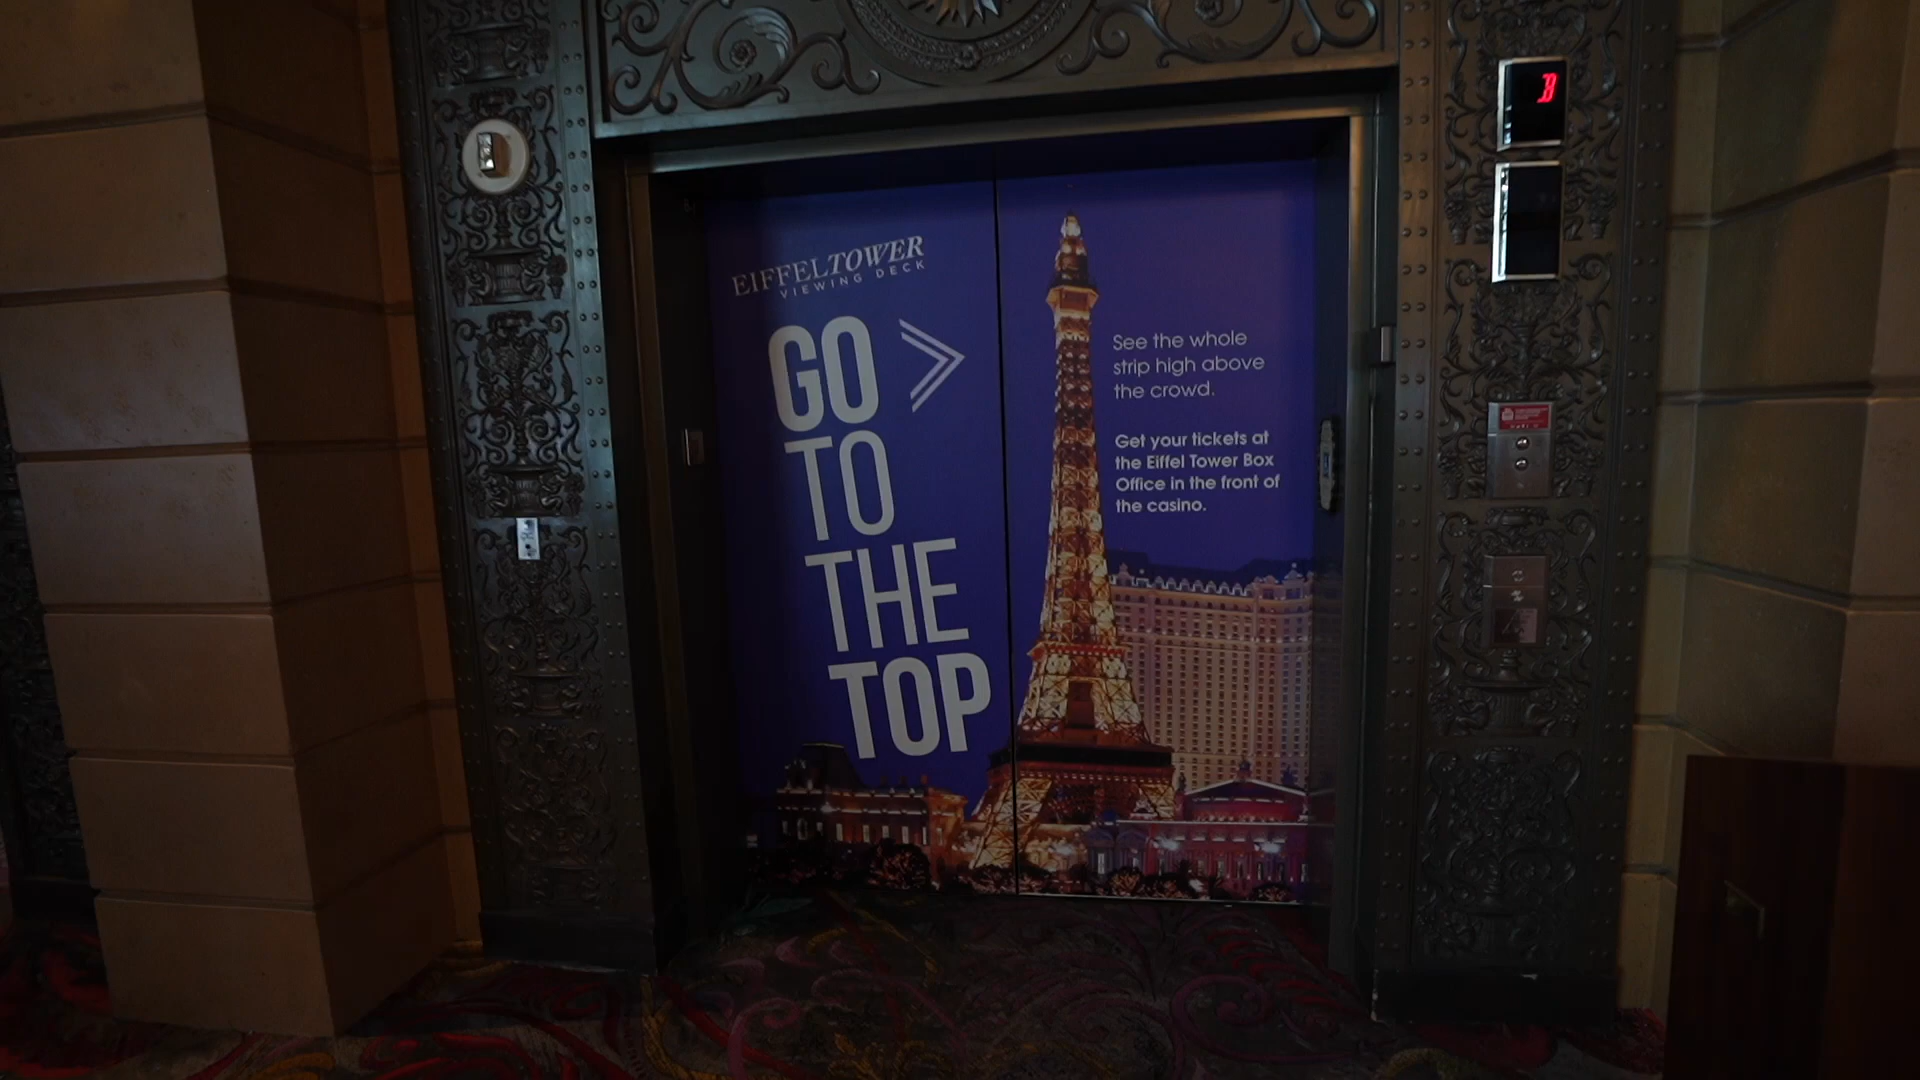 EIFFELTOWER
VIEWING DECK
GO
TO
THE
TOP
See the whole
strip high above
the crowd.
Get your tickets at
the Eiffel Tower Box
Office in the front of
the casino.